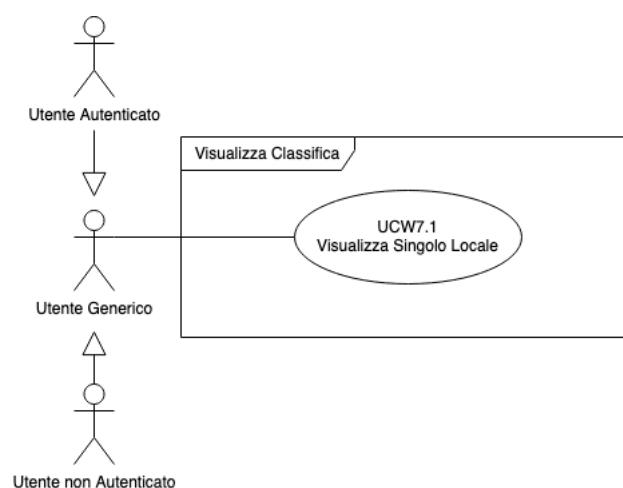 Utente Autenticato
Visualizza Classifica
UCW7.1
Visualizza Singolo Locale
Utente Generico
Utente non Autenticato